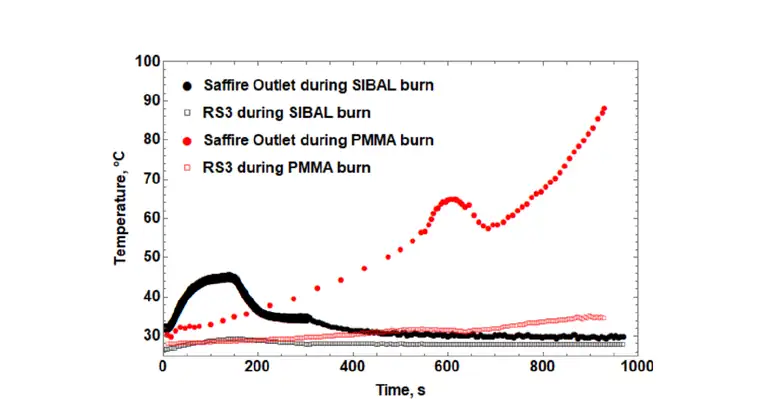 100
90
80
70
60
50
40
30
Temperature, ºC
● Saffire Outlet during SIBAL burn
□ RS3 during SIBAL burn
● Saffire Outlet during PMMA burn
□ RS3 during PMMA burn
0 200 400 600 800 1000
Time, s